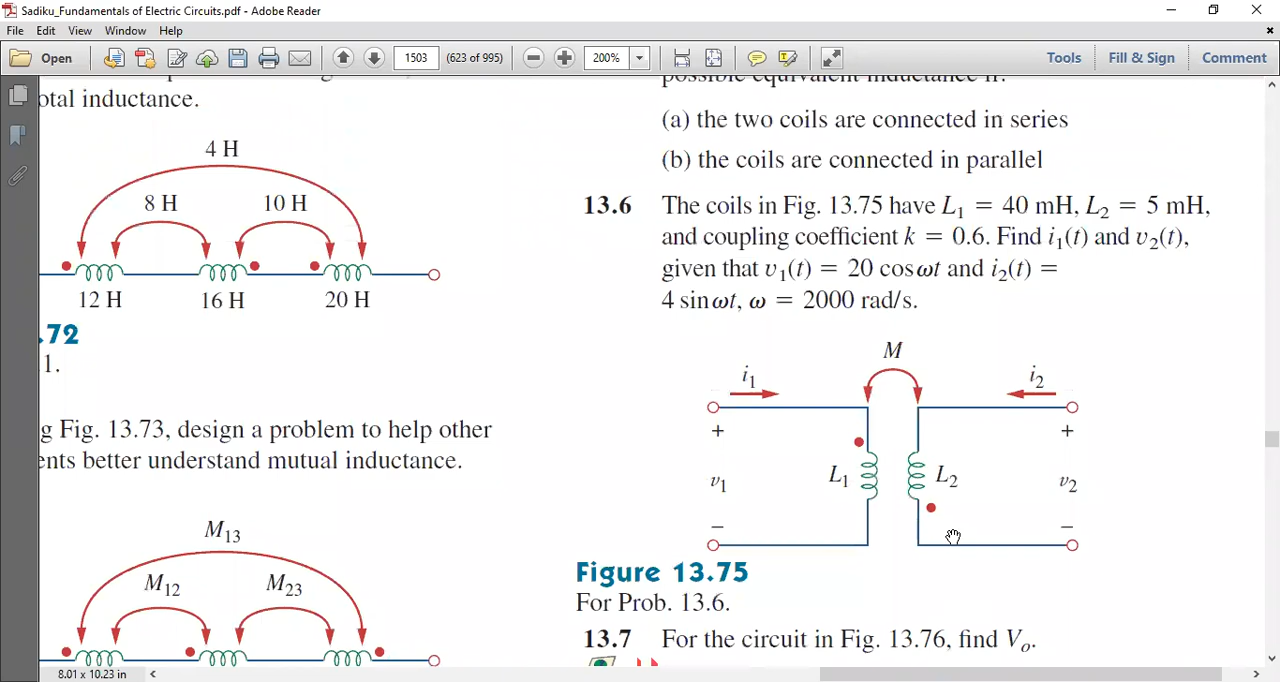 Sadiku_Fundamentals of Electric Circuits.pdf - Adobe Reader
File Edit View Window Help
Open 1503 (623 of 995) 200% Tools Fill & Sign Comment
otal inductance.
4 H
8 H 10 H
12 H 16 H 20 H
.72
1.
g Fig. 13.73, design a problem to help other
ents better understand mutual inductance.
M13
M12 M23
possible equivalent inductance if:
(a) the two coils are connected in series
(b) the coils are connected in parallel
13.6 The coils in Fig. 13.75 have L1 = 40 mH, L2 = 5 mH,
and coupling coefficient k = 0.6. Find i1(t) and v2(t),
given that v1(t) = 20 cos ωt and i2(t) =
4 sin ωt, ω = 2000 rad/s.
M
i1 i2
+ +
v1 L1 L2 v2
− −
Figure 13.75
For Prob. 13.6.
13.7 For the circuit in Fig. 13.76, find Vo.
8.01 x 10.23 in